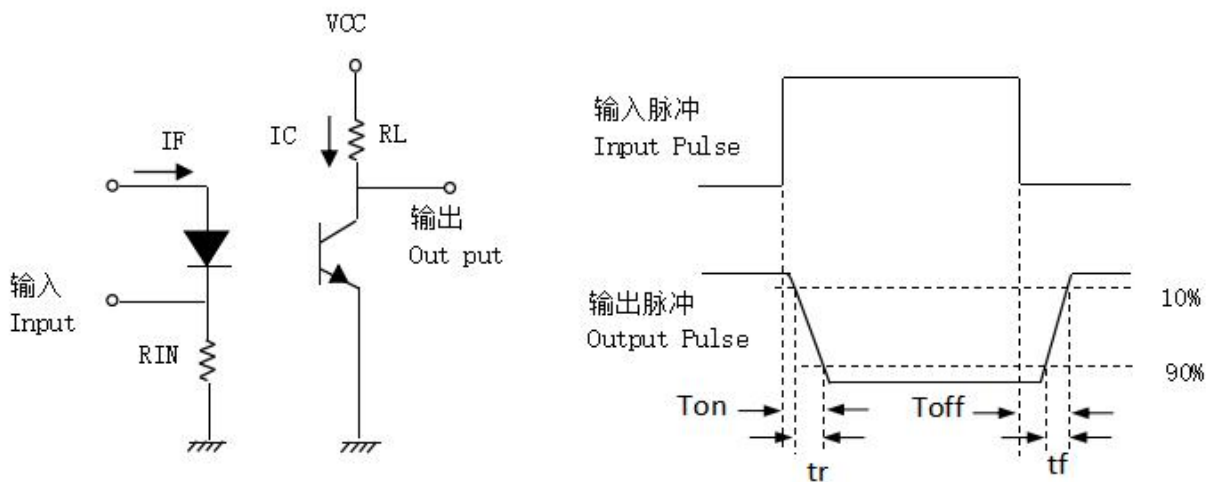 VCC
IC
RL
IF
输出
Out put
输入
Input
RIN
输入脉冲
Input Pulse
输出脉冲
Output Pulse
10%
90%
Ton
Toff
tr
tf